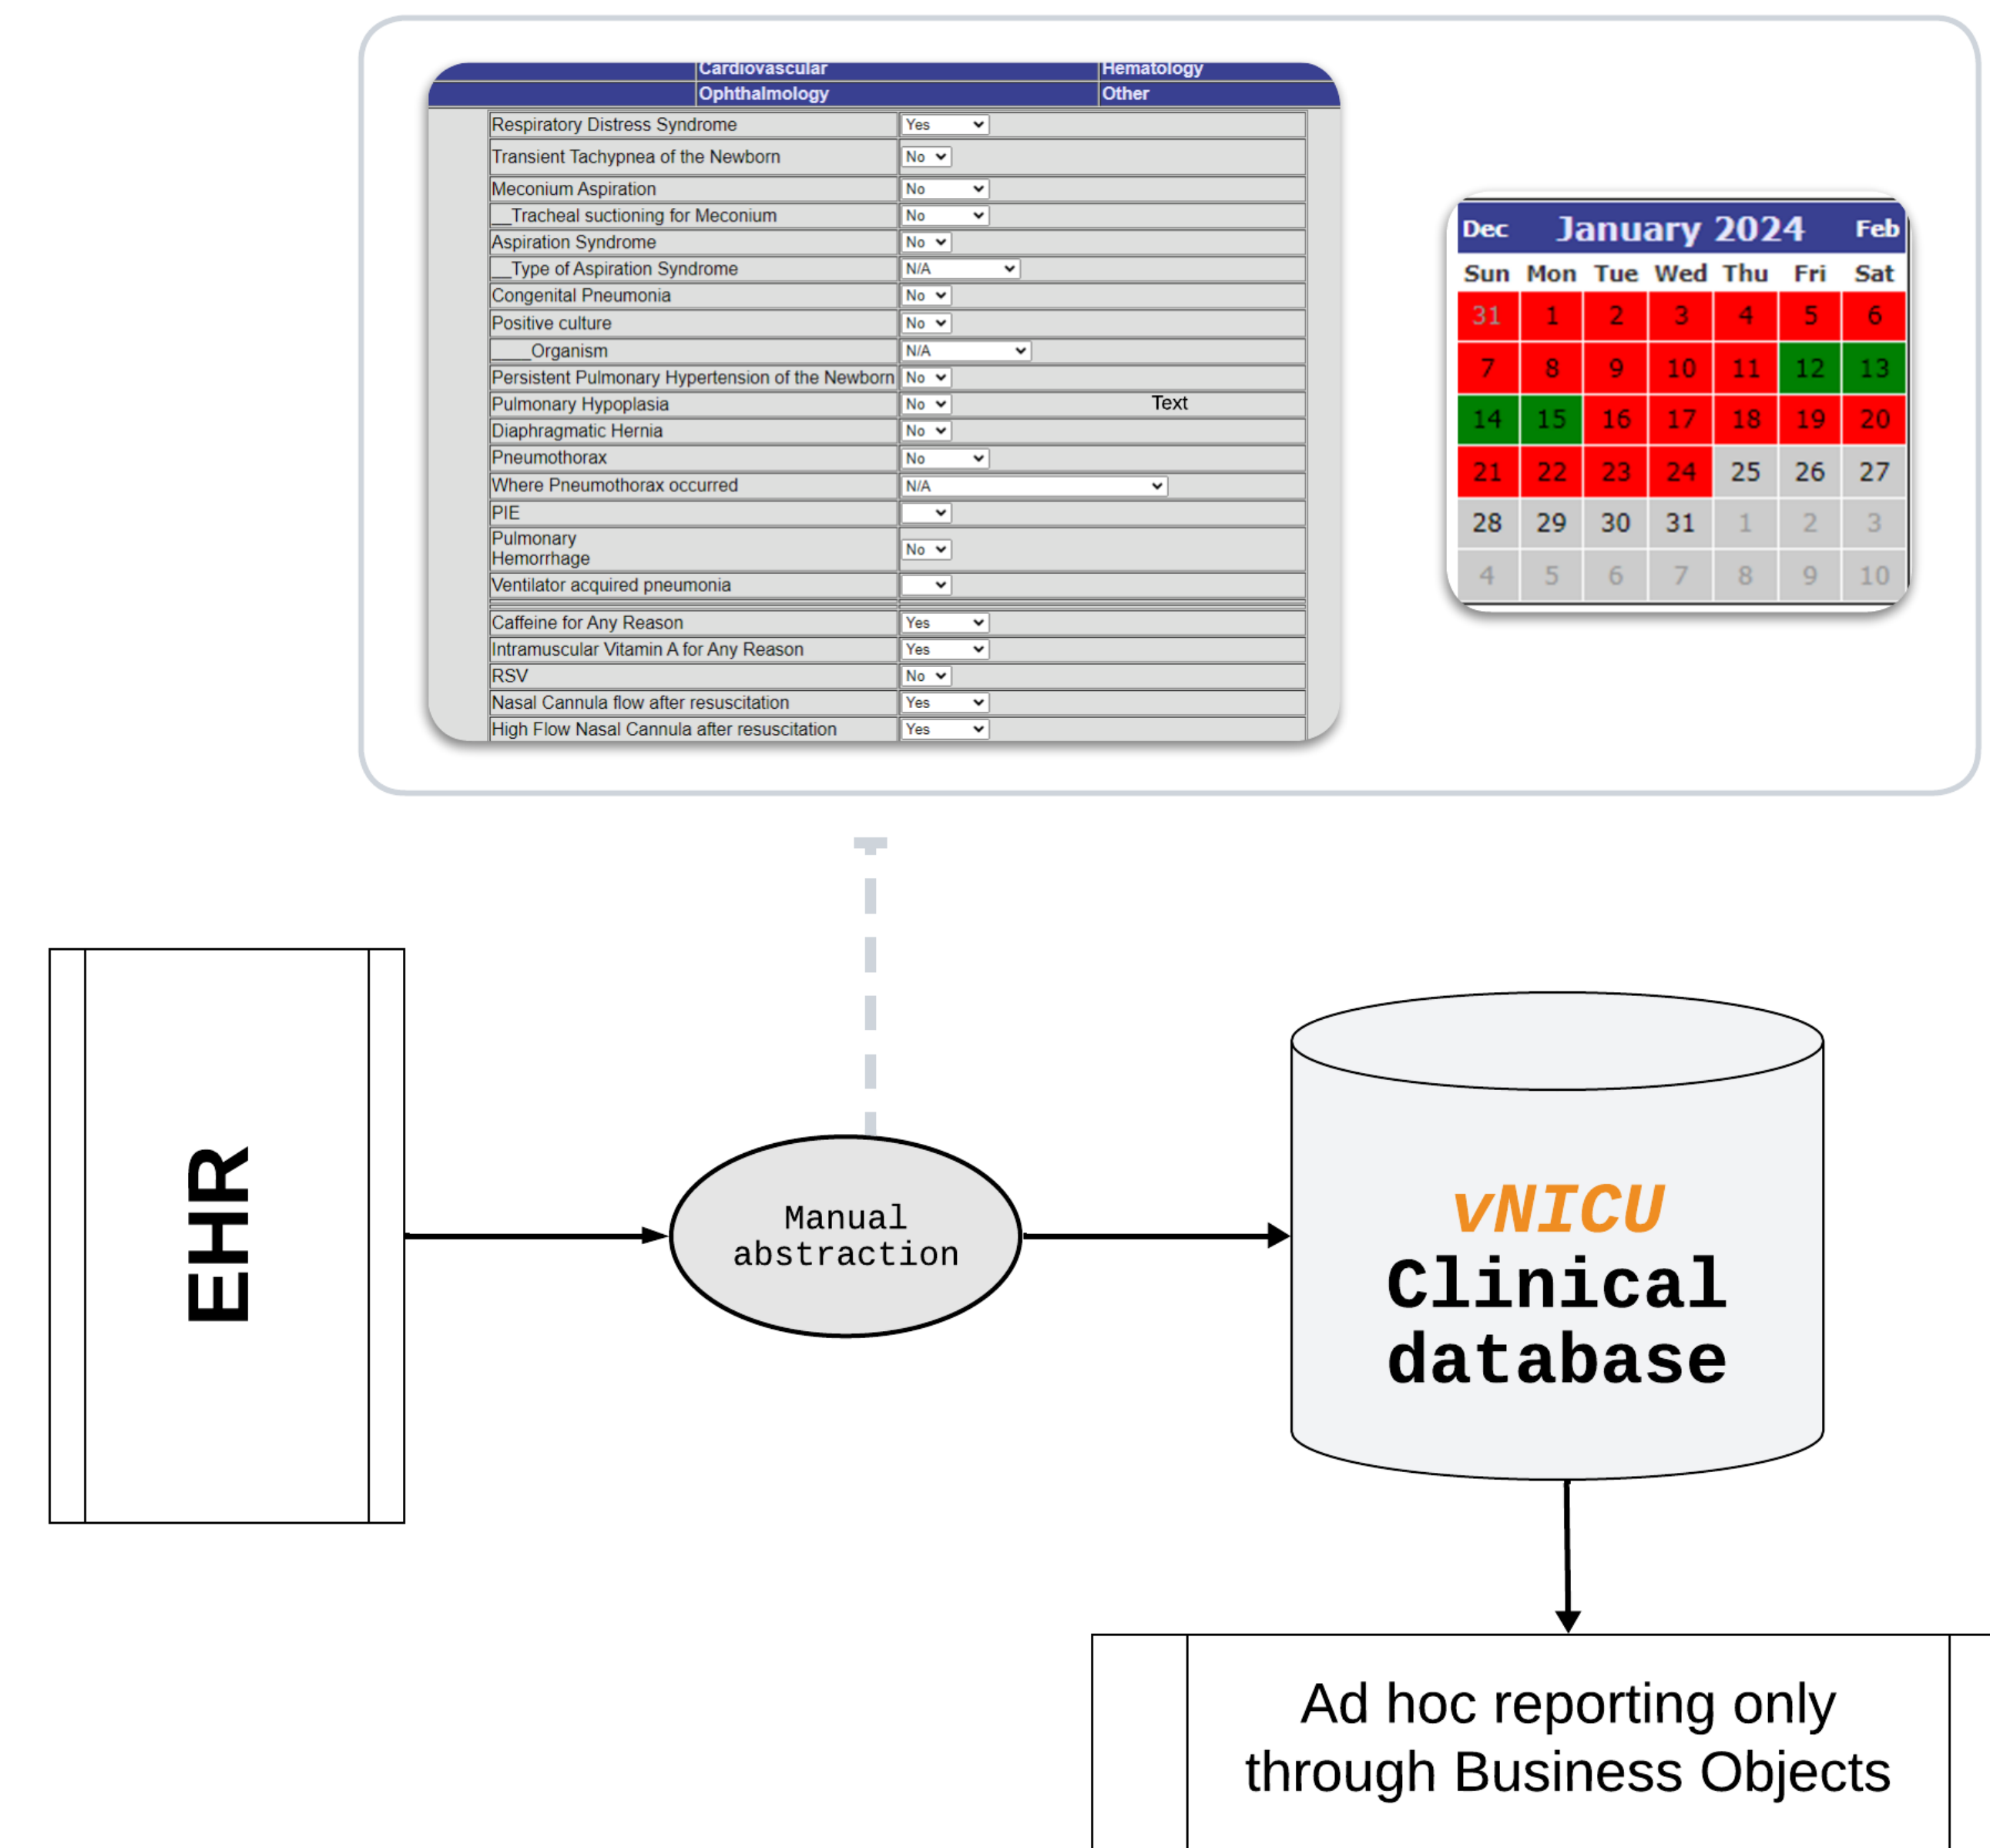 Cardiovascular Hematology
Ophthalmology Other
Respiratory Distress Syndrome Yes
Transient Tachypnea of the Newborn No
Meconium Aspiration No
__Tracheal suctioning for Meconium No
Aspiration Syndrome No
__Type of Aspiration Syndrome N/A
Congenital Pneumonia No
Positive culture No
____Organism N/A
Persistent Pulmonary Hypertension of the Newborn No
Pulmonary Hypoplasia No Text
Diaphragmatic Hernia No
Pneumothorax No
Where Pneumothorax occurred N/A
PIE
Pulmonary
Hemorrhage No
Ventilator acquired pneumonia
Caffeine for Any Reason Yes
Intramuscular Vitamin A for Any Reason Yes
RSV No
Nasal Cannula flow after resuscitation Yes
High Flow Nasal Cannula after resuscitation Yes
Dec January 2024 Feb
Sun Mon Tue Wed Thu Fri Sat
31 1 2 3 4 5 6
7 8 9 10 11 12 13
14 15 16 17 18 19 20
21 22 23 24 25 26 27
28 29 30 31 1 2 3
4 5 6 7 8 9 10
EHR
Manual
abstraction
vNICU
Clinical
database
Ad hoc reporting only
through Business Objects